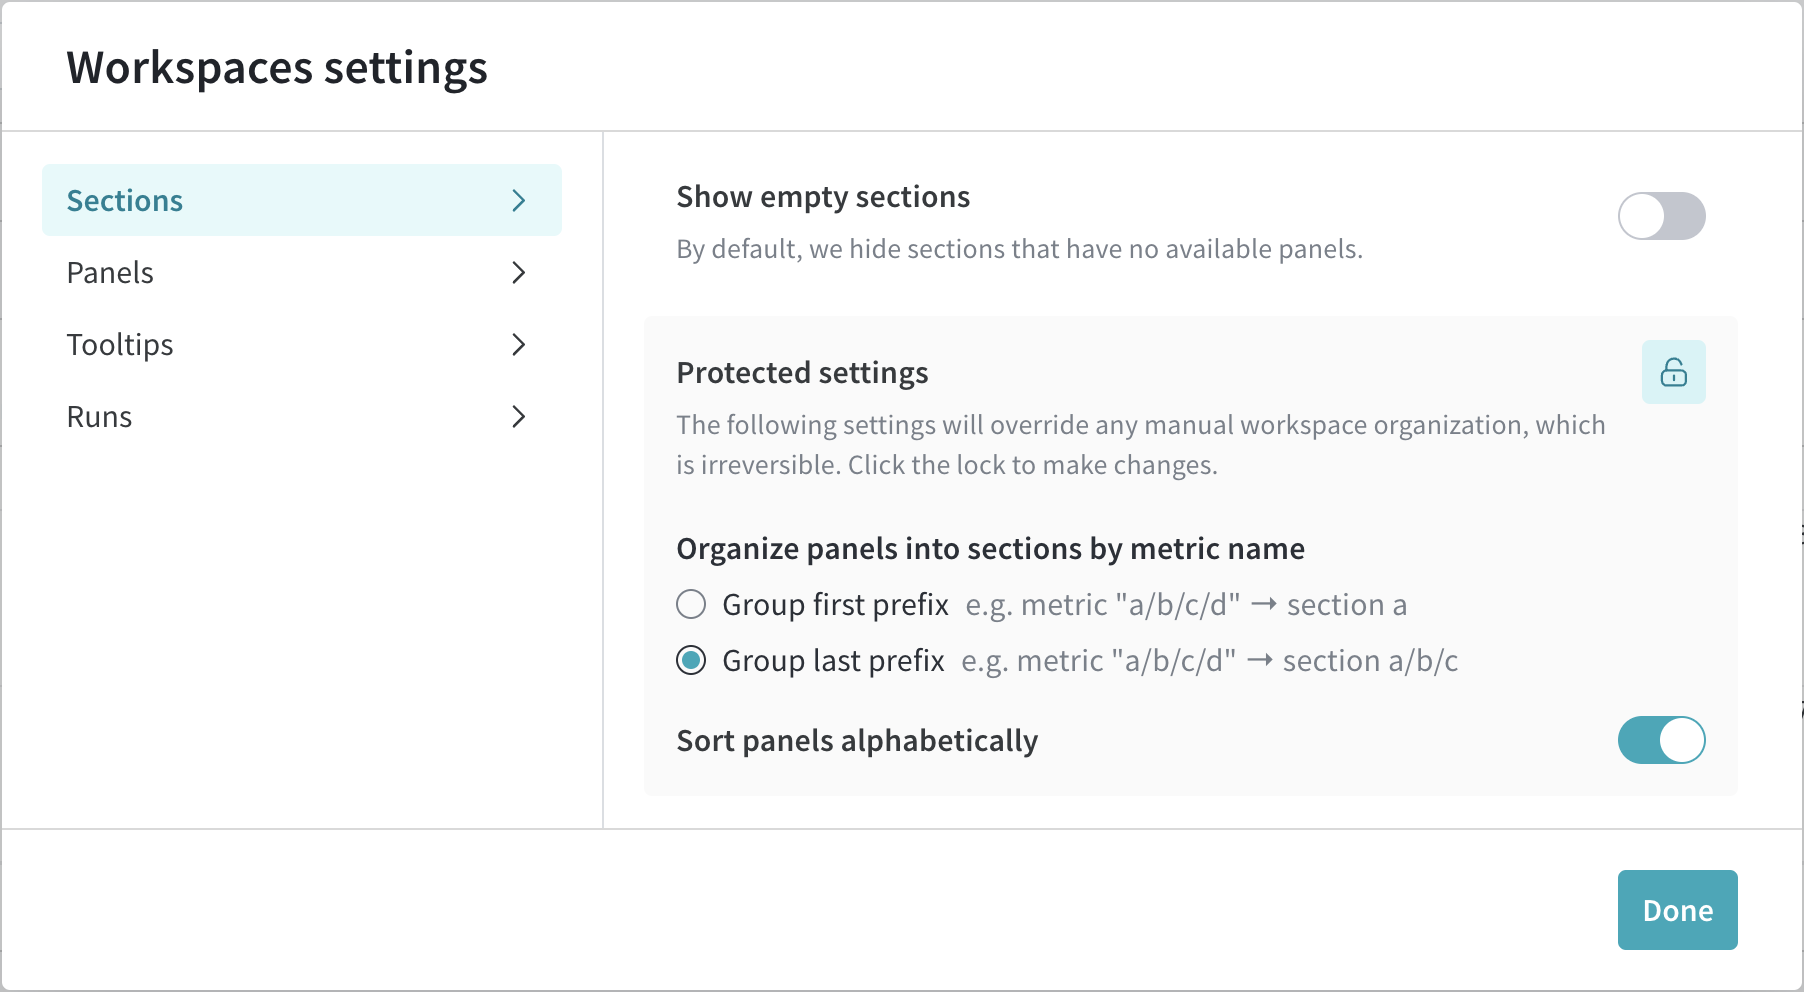 Workspaces settings
Sections
Panels
Tooltips
Runs
Show empty sections
By default, we hide sections that have no available panels.
Protected settings
The following settings will override any manual workspace organization, which
is irreversible. Click the lock to make changes.
Organize panels into sections by metric name
Group first prefix e.g. metric "a/b/c/d" → section a
Group last prefix e.g. metric "a/b/c/d" → section a/b/c
Sort panels alphabetically
Done